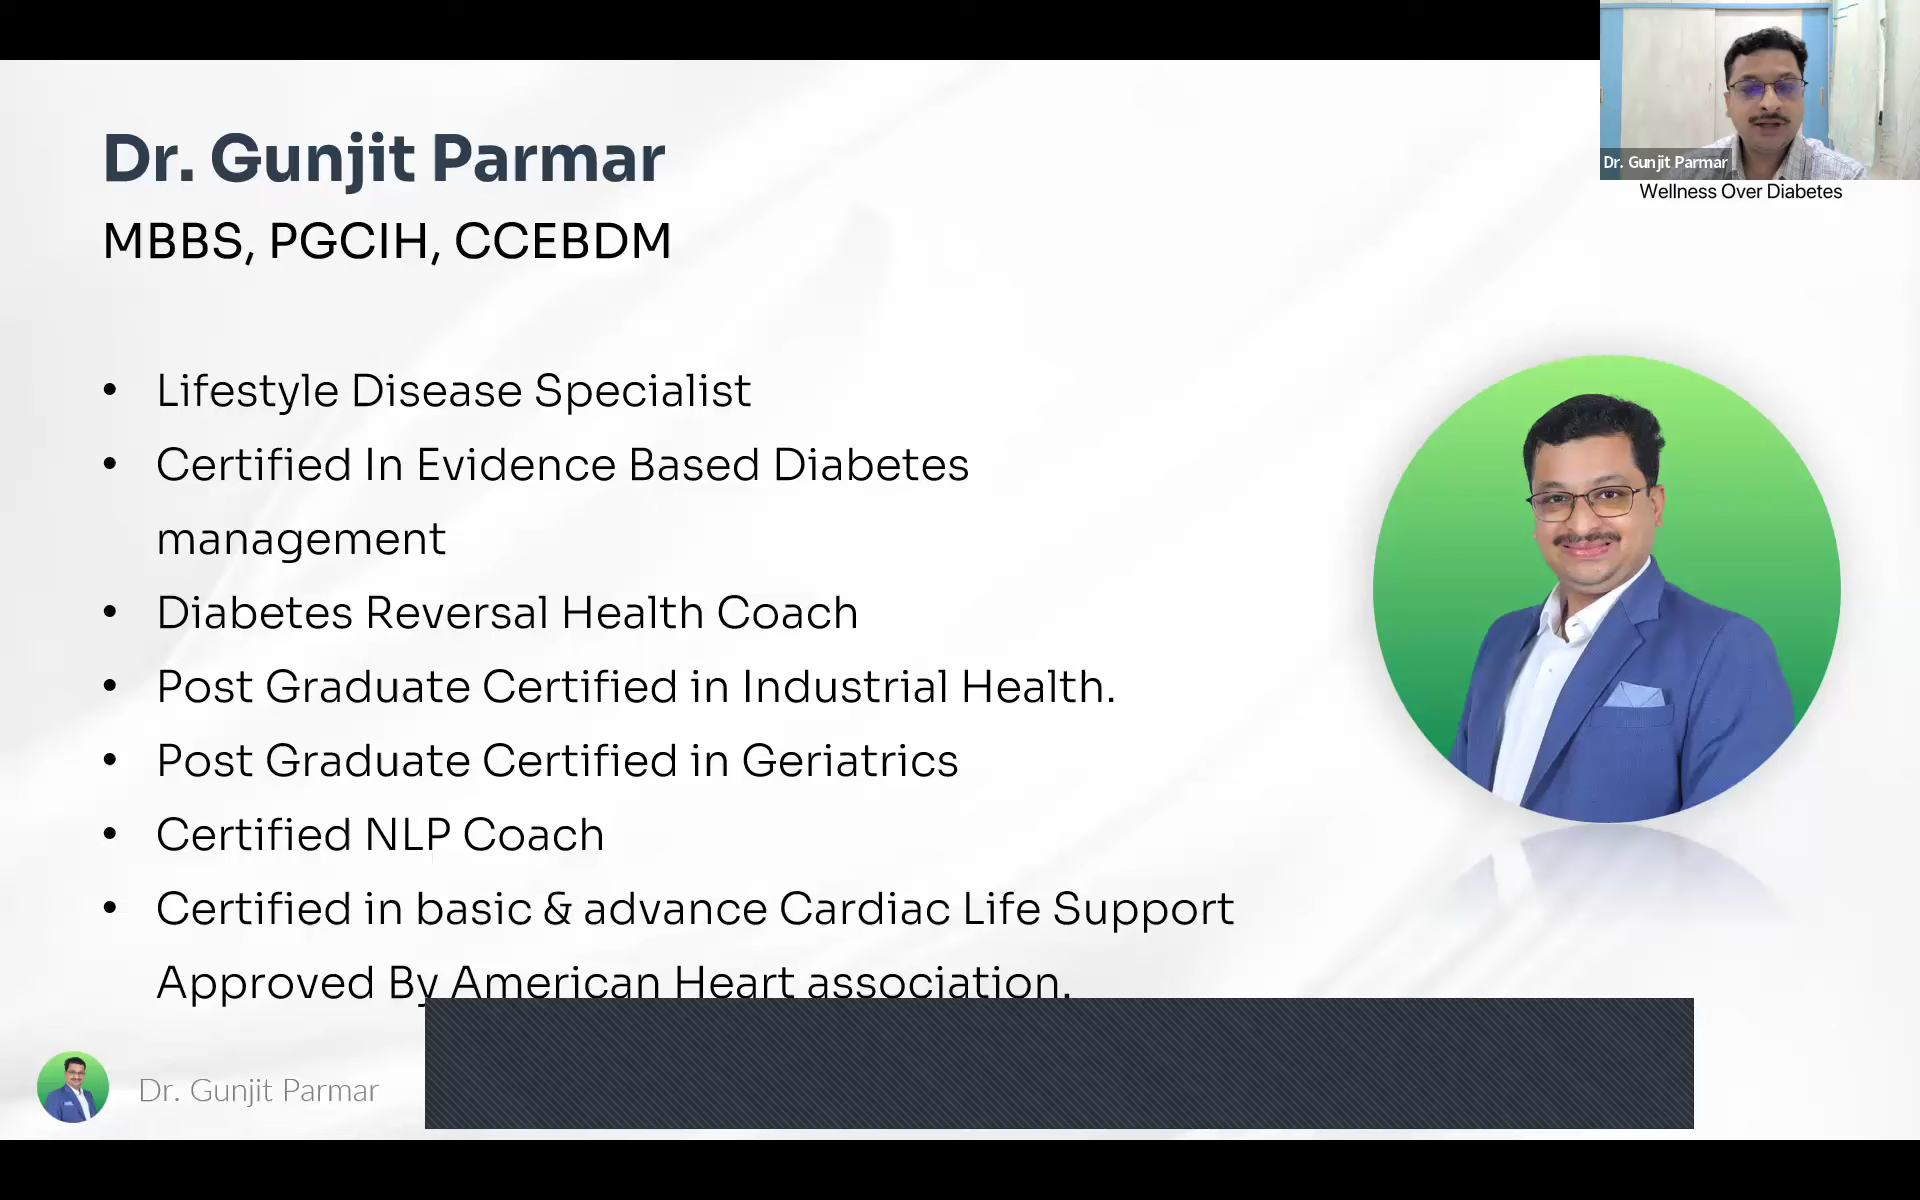 Dr. Gunjit Parmar
MBBS, PGCIH, CCEBDM
• Lifestyle Disease Specialist
• Certified In Evidence Based Diabetes
management
• Diabetes Reversal Health Coach
• Post Graduate Certified in Industrial Health.
• Post Graduate Certified in Geriatrics
• Certified NLP Coach
• Certified in basic & advance Cardiac Life Support
Approved By American Heart association.
Dr. Gunjit Parmar
Wellness Over Diabetes
Dr. Gunjit Parmar